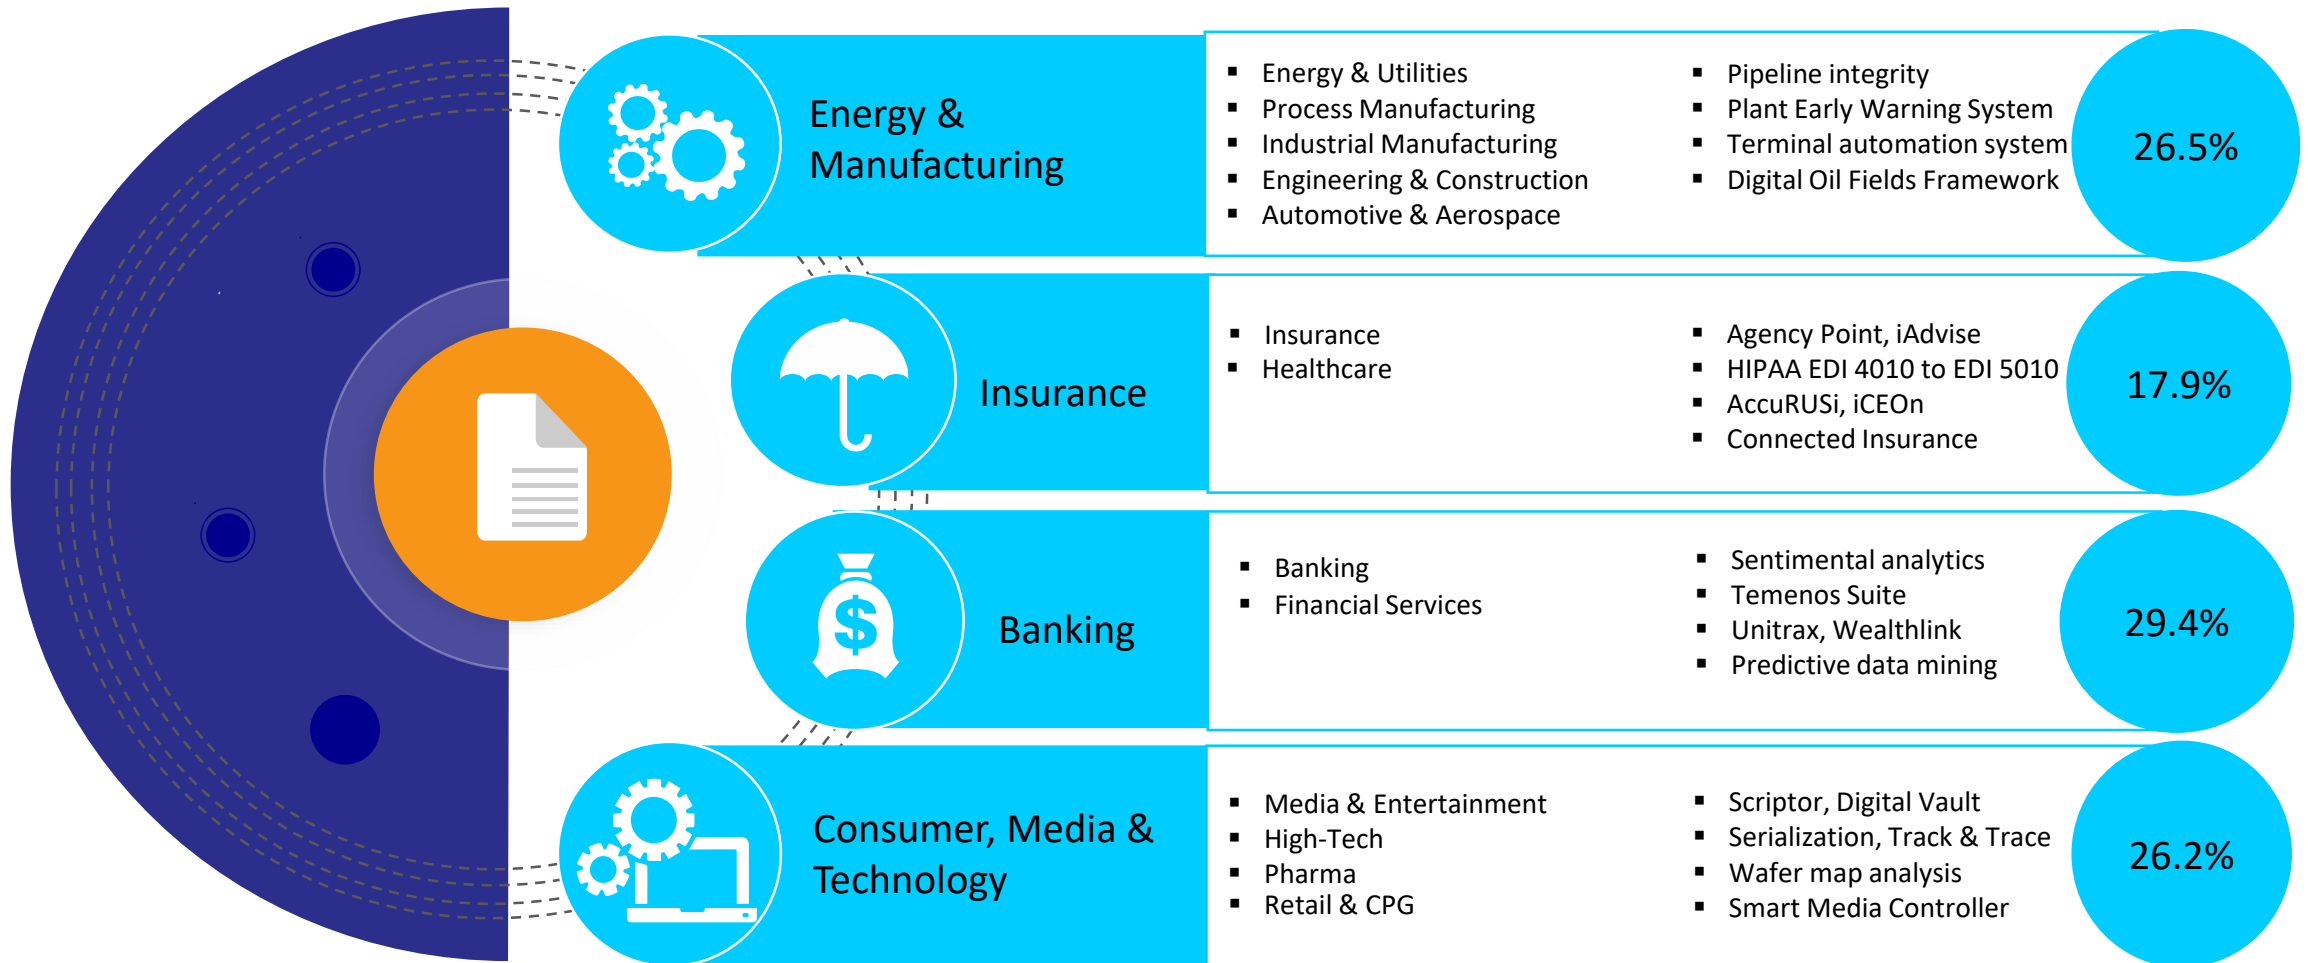 Energy &
Manufacturing
▪ Energy & Utilities
▪ Process Manufacturing
▪ Industrial Manufacturing
▪ Engineering & Construction
▪ Automotive & Aerospace
▪ Pipeline integrity
▪ Plant Early Warning System
▪ Terminal automation system
▪ Digital Oil Fields Framework
26.5%
Insurance
▪ Insurance
▪ Healthcare
▪ Agency Point, iAdvise
▪ HIPAA EDI 4010 to EDI 5010
▪ AccuRUSi, iCEOn
▪ Connected Insurance
17.9%
$
Banking
▪ Banking
▪ Financial Services
▪ Sentimental analytics
▪ Temenos Suite
▪ Unitrax, Wealthlink
▪ Predictive data mining
29.4%
Consumer, Media &
Technology
▪ Media & Entertainment
▪ High-Tech
▪ Pharma
▪ Retail & CPG
▪ Scriptor, Digital Vault
▪ Serialization, Track & Trace
▪ Wafer map analysis
▪ Smart Media Controller
26.2%